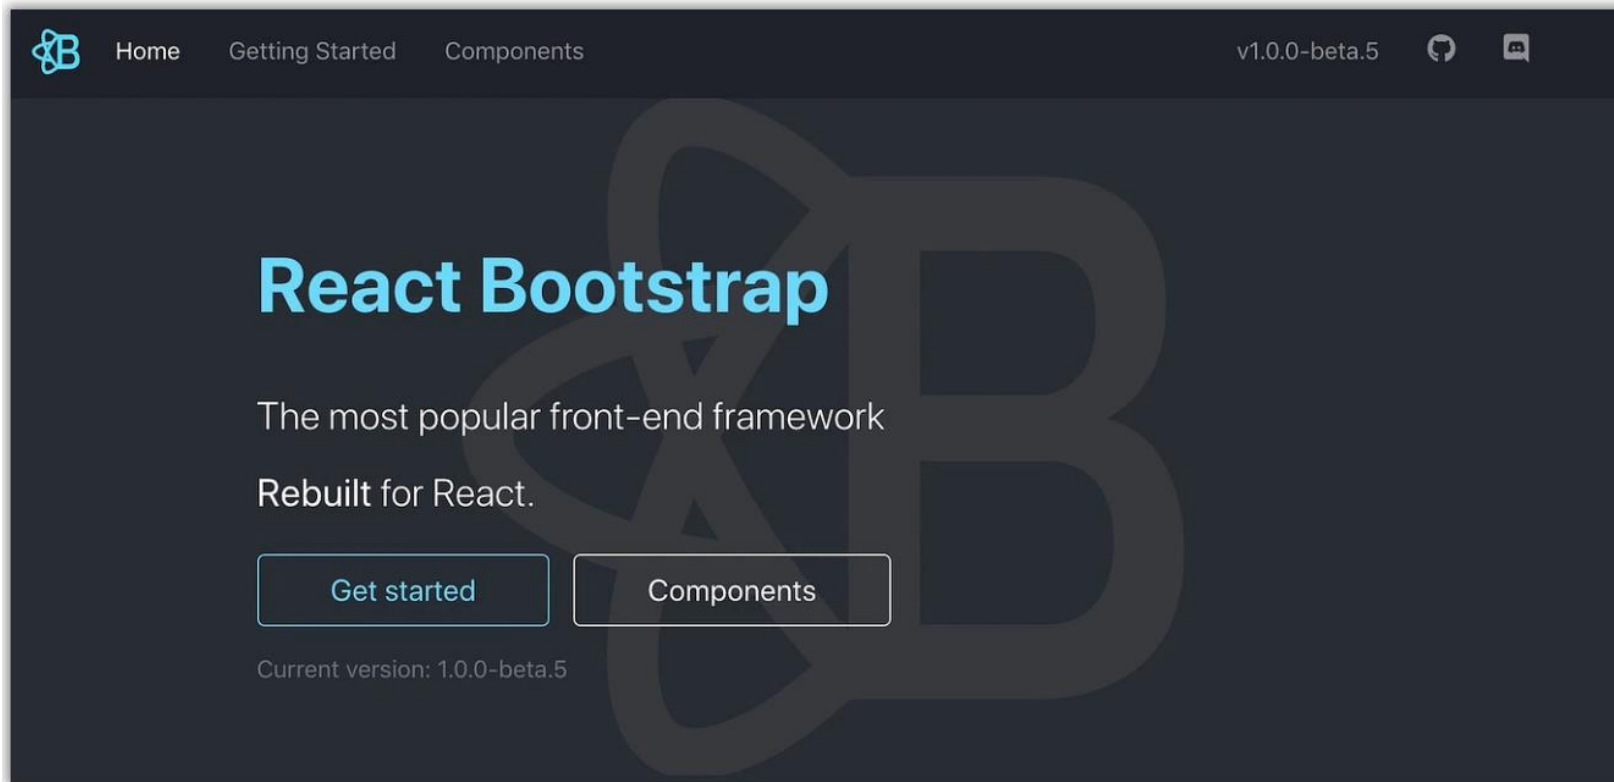 B
Home Getting Started Components v1.0.0-beta.5
React Bootstrap
The most popular front-end framework
Rebuilt for React.
Get started Components
Current version: 1.0.0-beta.5